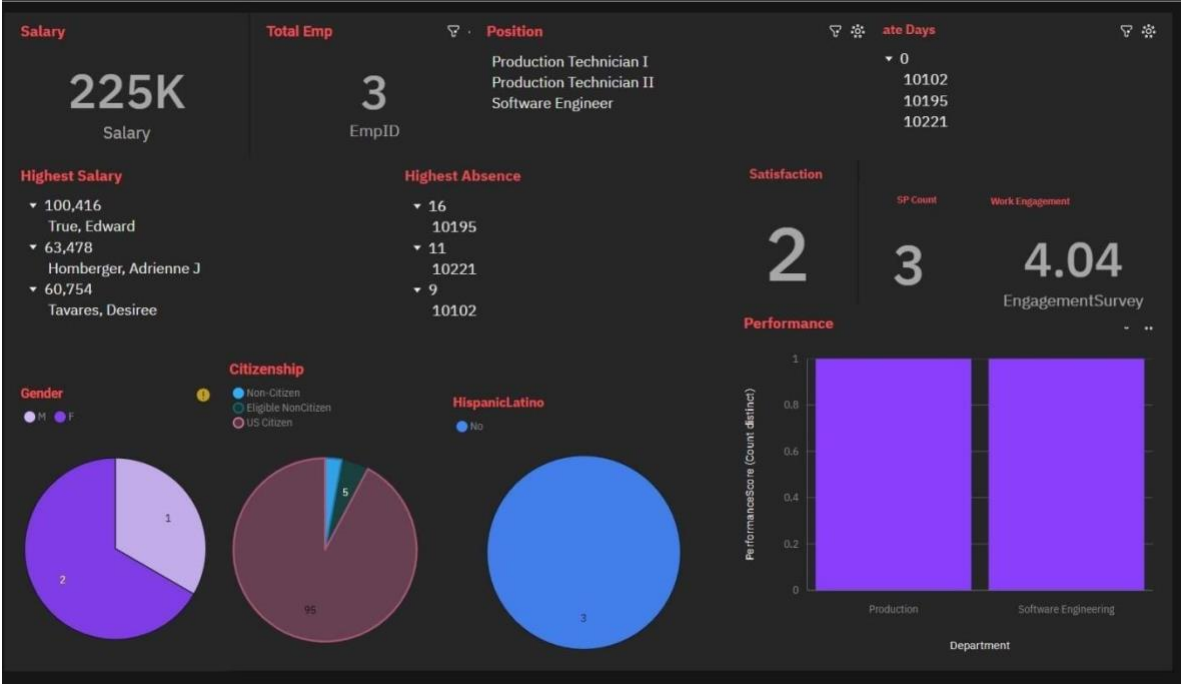 Salary
225K
Salary
Total Emp
3
EmpID
Position
Production Technician I
Production Technician II
Software Engineer
ate Days
0
10102
10195
10221
Highest Salary
100,416
True, Edward
63,478
Homberger, Adrienne J
60,754
Tavares, Desiree
Highest Absence
16
10195
11
10221
9
10102
Satisfaction
2
SP Count
3
Work Engagement
4.04
EngagementSurvey
Gender
M F
1
2
Citizenship
Non-Citizen
Eligible NonCitizen
US Citizen
5
95
HispanicLatino
No
3
Performance
PerformanceScore (Count distinct)
1
0.8
0.6
0.4
0.2
0
Production Software Engineering
Department